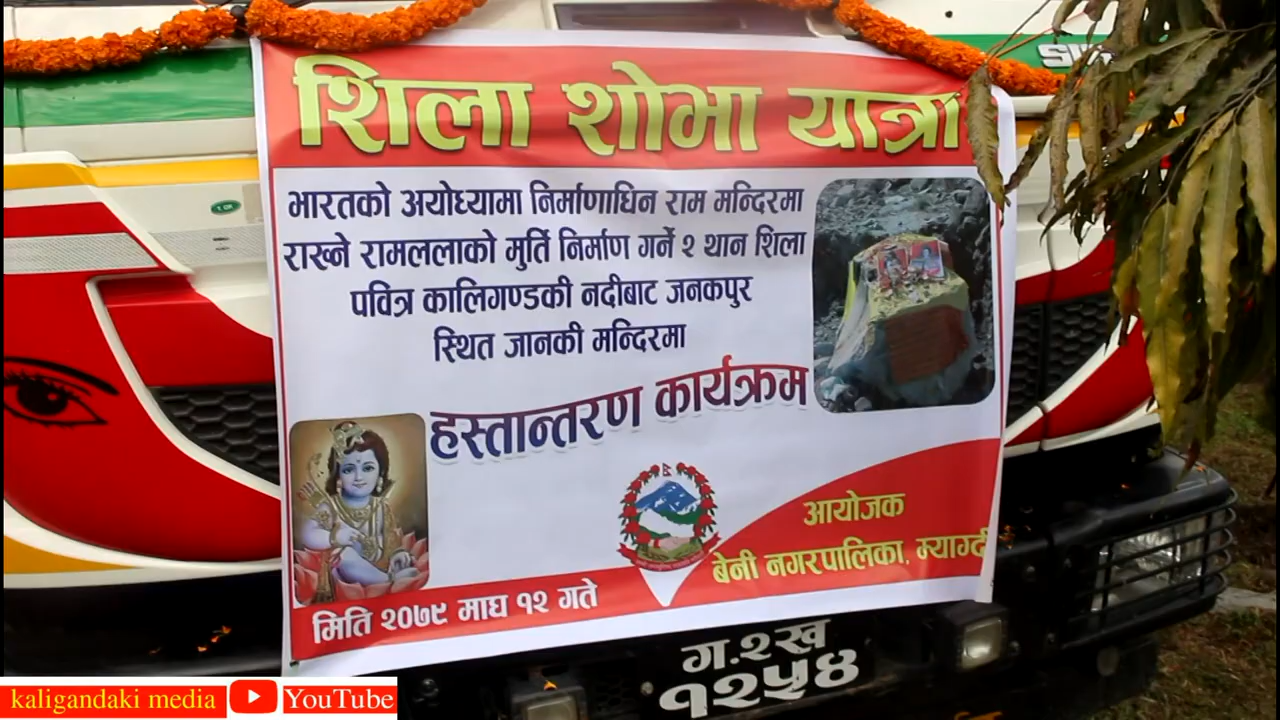 शिला शोभा यात्रा
भारतको अयोध्यामा निर्माणाधिन राम मन्दिरमा
राख्ने रामललाको मुर्ति निर्माण गर्ने २ थान शिला
पवित्र कालिगण्डकी नदीबाट जनकपुर
स्थित जानकी मन्दिरमा
हस्तान्तरण कार्यक्रम
आयोजक
बेनी नगरपालिका, म्याग्दी
मिति २०७९ माघ १२ गते
ग.२ख
१२५४
kaligandaki media YouTube